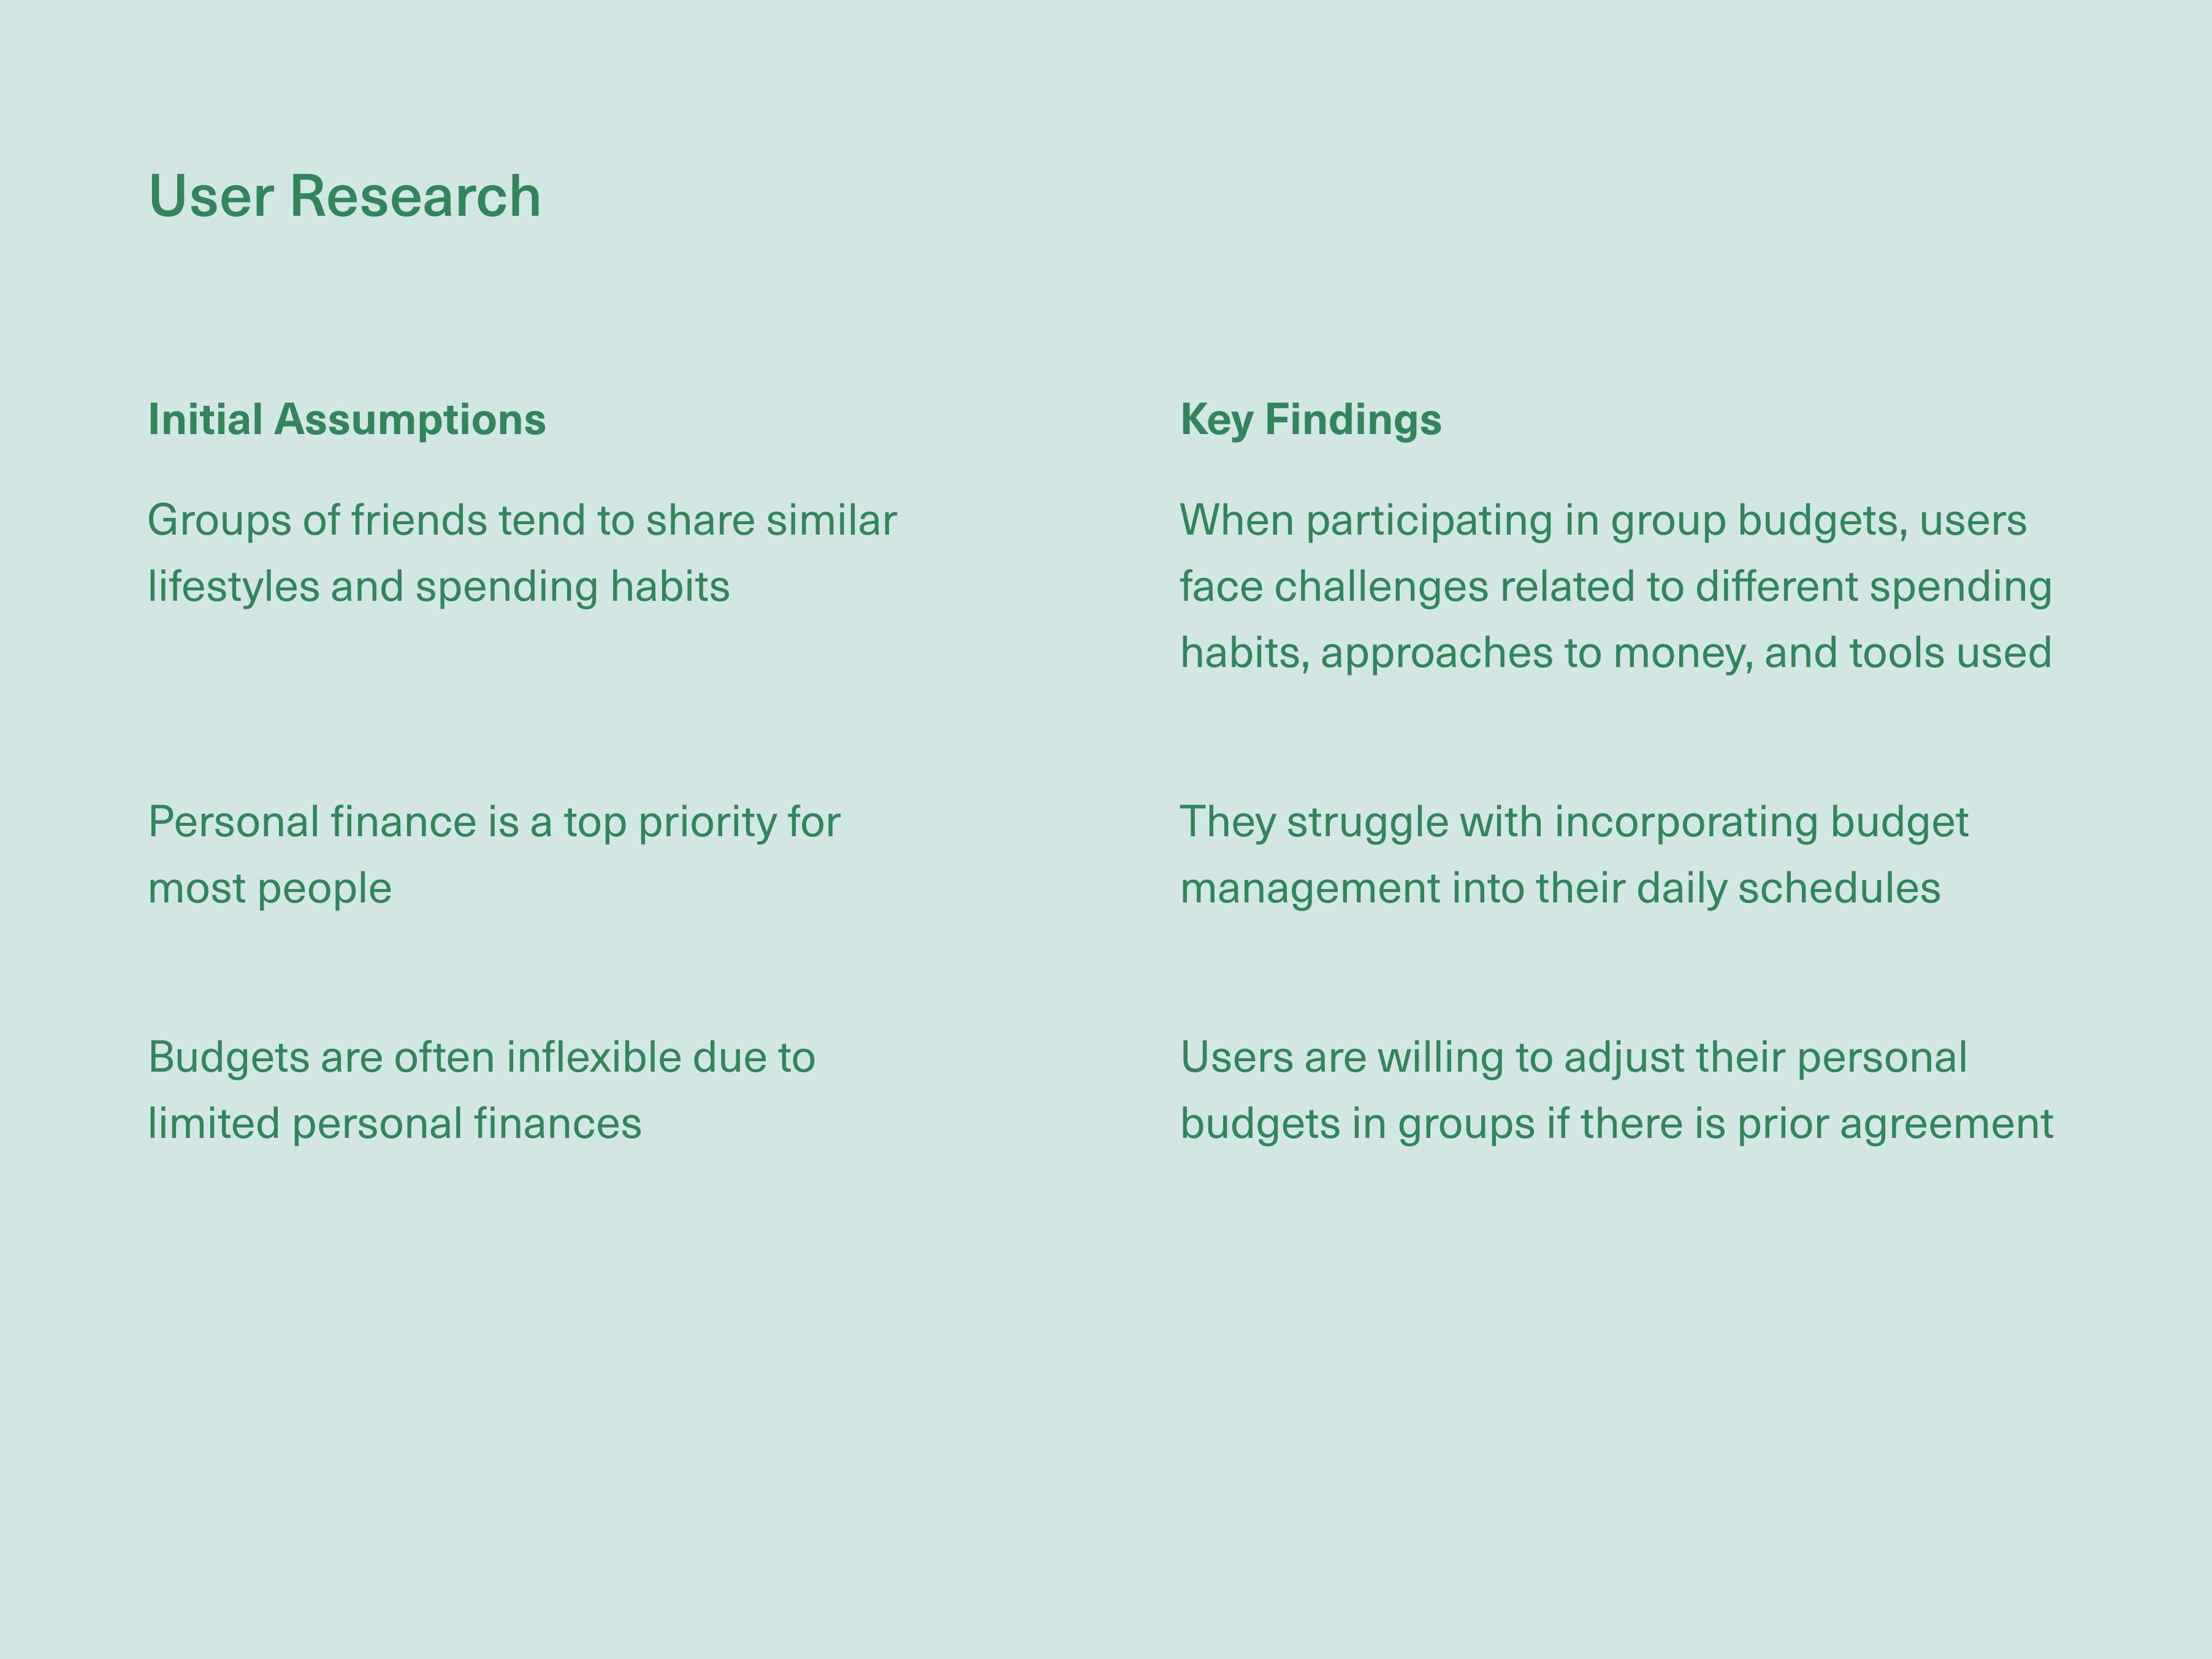 User Research
Initial Assumptions
Groups of friends tend to share similar
lifestyles and spending habits
Personal finance is a top priority for
most people
Budgets are often inflexible due to
limited personal finances
Key Findings
When participating in group budgets, users
face challenges related to different spending
habits, approaches to money, and tools used
They struggle with incorporating budget
management into their daily schedules
Users are willing to adjust their personal
budgets in groups if there is prior agreement